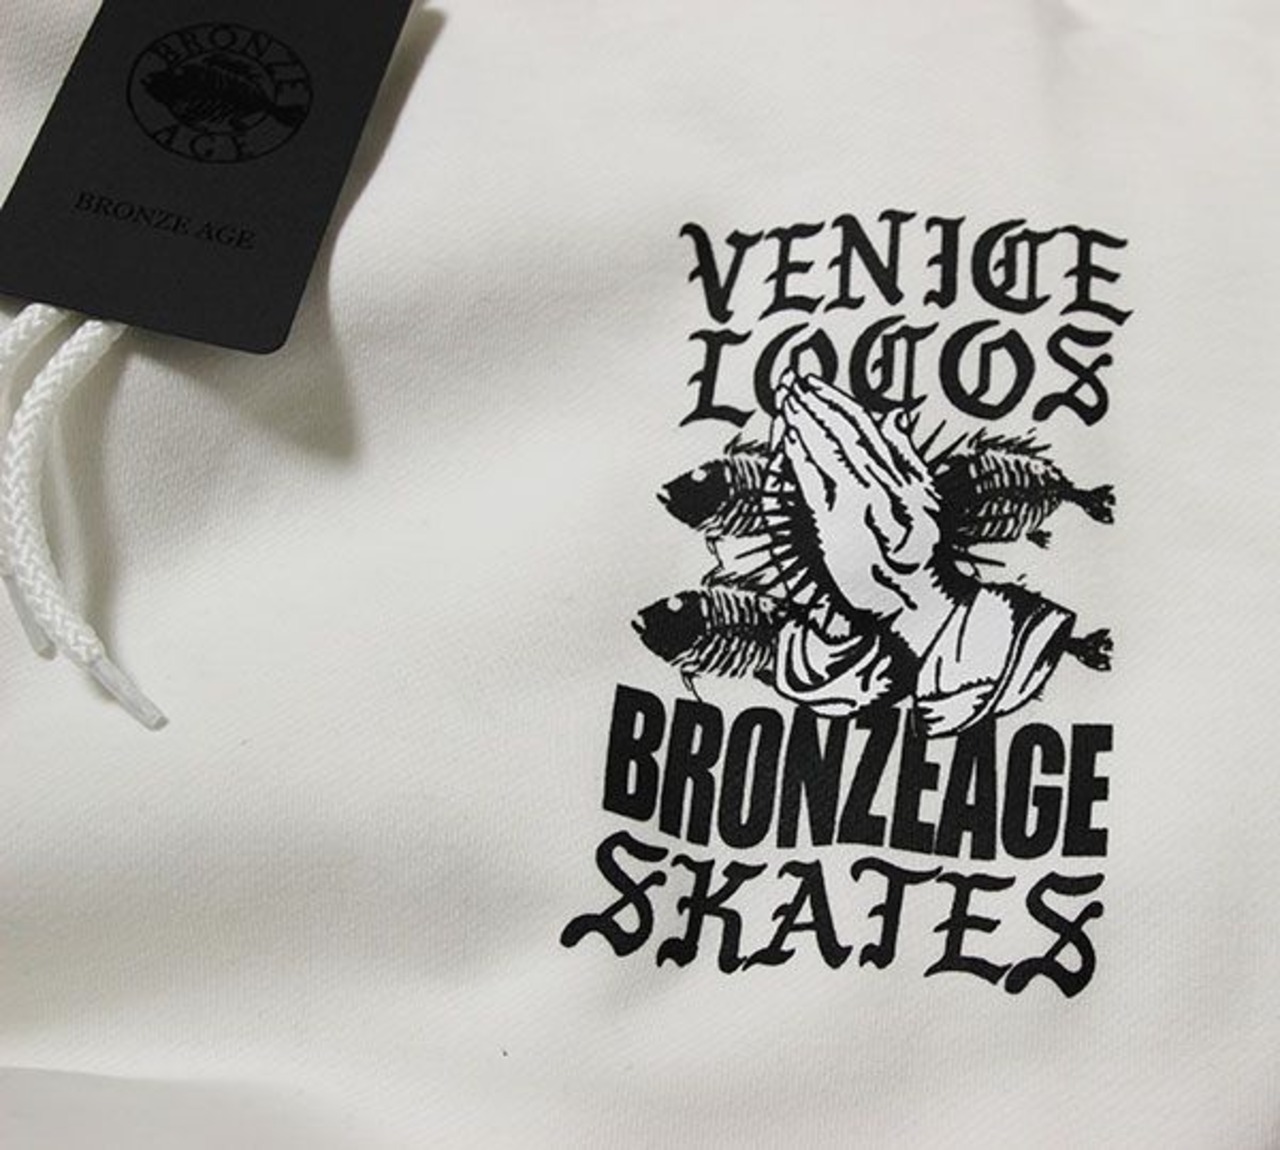 BRONZE
AGE
BRONZE AGE
VENICE
LOCOS
BRONZEAGE
SKATES